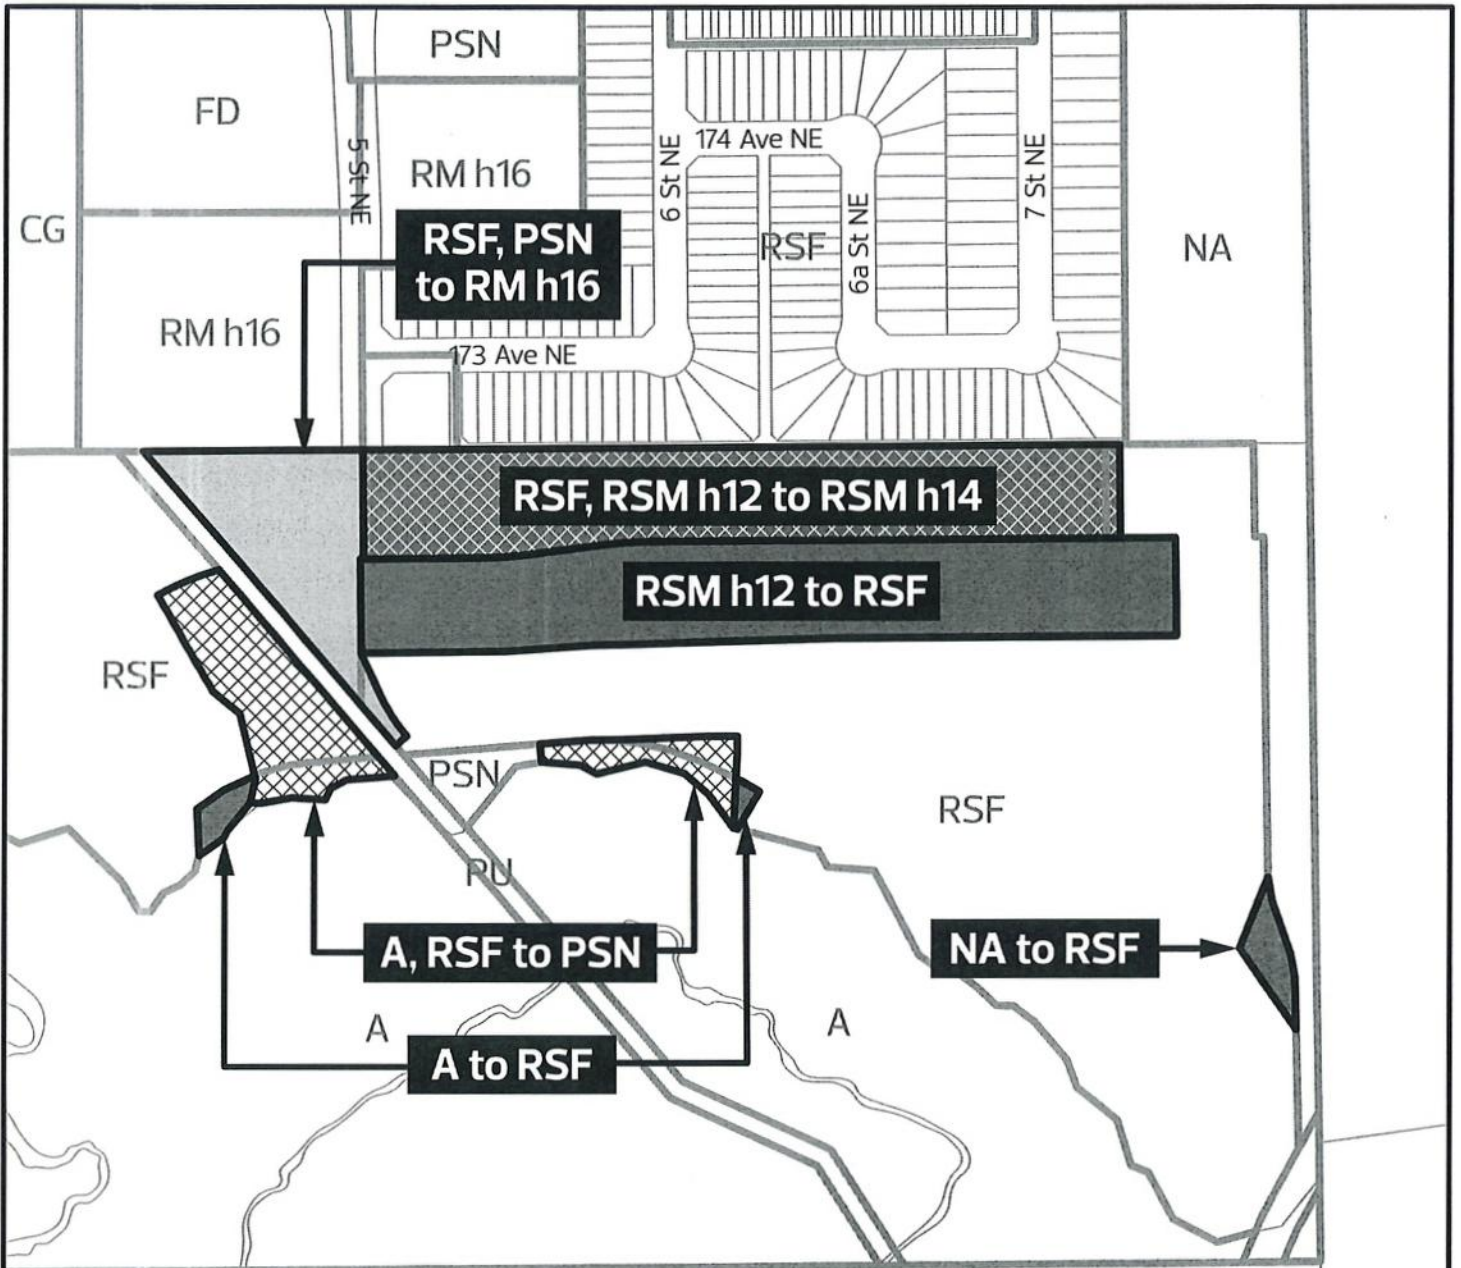 PSN
FD
5 St NE
RM h16
6 St NE
174 Ave NE
7 St NE
CG
RSF, PSN
to RM h16
RSF
6a St NE
NA
RM h16
173 Ave NE
RSF, RSM h12 to RSM h14
RSM h12 to RSF
RSF
PSN
RSF
PU
A, RSF to PSN
NA to RSF
A
A
A to RSF